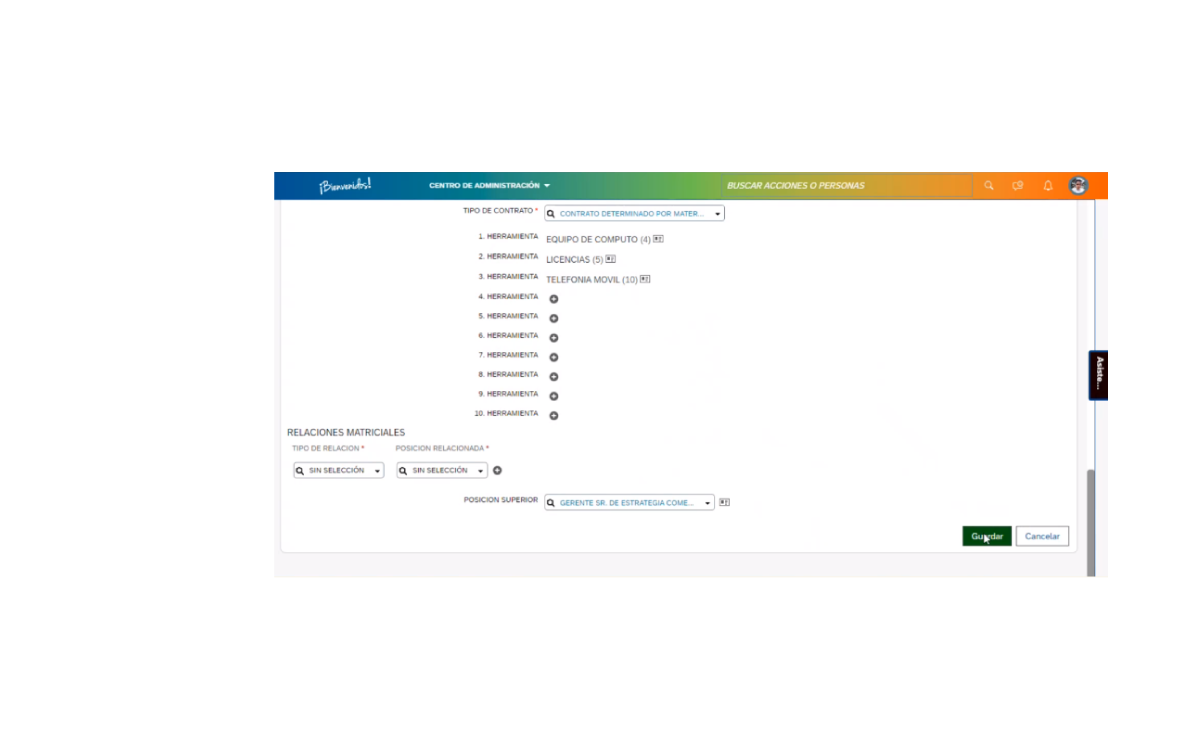 ¡Bienvenidos!
CENTRO DE ADMINISTRACIÓN
BUSCAR ACCIONES O PERSONAS
TIPO DE CONTRATO * CONTRATO DETERMINADO POR MATER...
1. HERRAMIENTA EQUIPO DE COMPUTO (4)
2. HERRAMIENTA LICENCIAS (5)
3. HERRAMIENTA TELEFONIA MOVIL (10)
4. HERRAMIENTA
5. HERRAMIENTA
6. HERRAMIENTA
7. HERRAMIENTA
8. HERRAMIENTA
9. HERRAMIENTA
10. HERRAMIENTA
Asiste...
RELACIONES MATRICIALES
TIPO DE RELACION * POSICION RELACIONADA *
SIN SELECCIÓN SIN SELECCIÓN
POSICION SUPERIOR GERENTE SR. DE ESTRATEGIA COME...
Guardar Cancelar